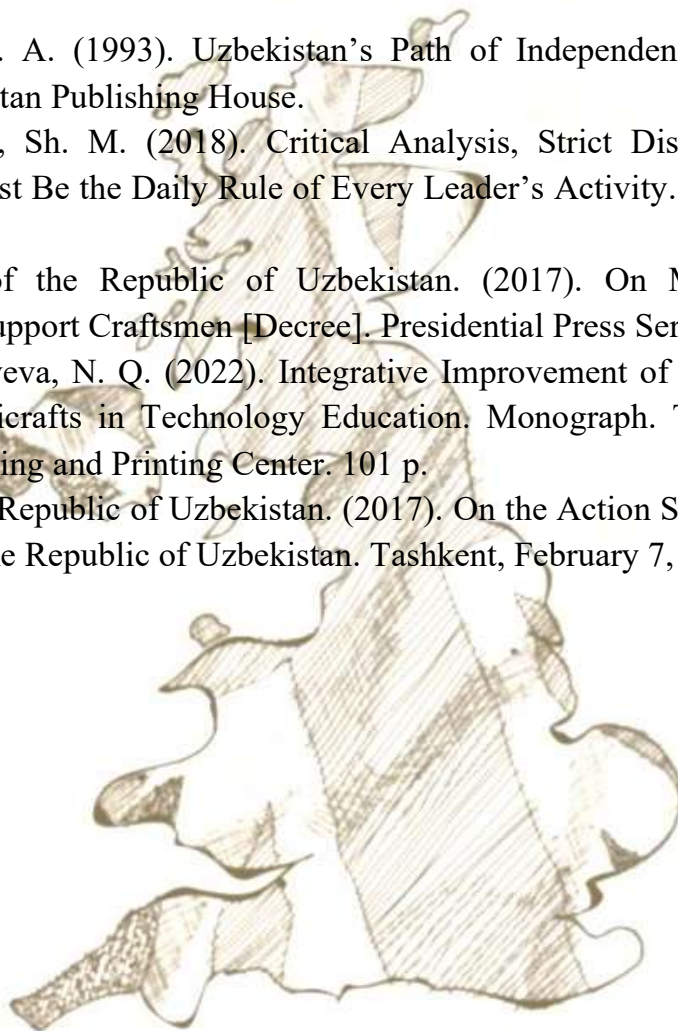 . A. (1993). Uzbekistan’s Path of Independen
tan Publishing House.
, Sh. M. (2018). Critical Analysis, Strict Dis
st Be the Daily Rule of Every Leader’s Activity.
of the Republic of Uzbekistan. (2017). On M
upport Craftsmen [Decree]. Presidential Press Ser
yeva, N. Q. (2022). Integrative Improvement of
icrafts in Technology Education. Monograph. T
ing and Printing Center. 101 p.
Republic of Uzbekistan. (2017). On the Action S
e Republic of Uzbekistan. Tashkent, February 7,